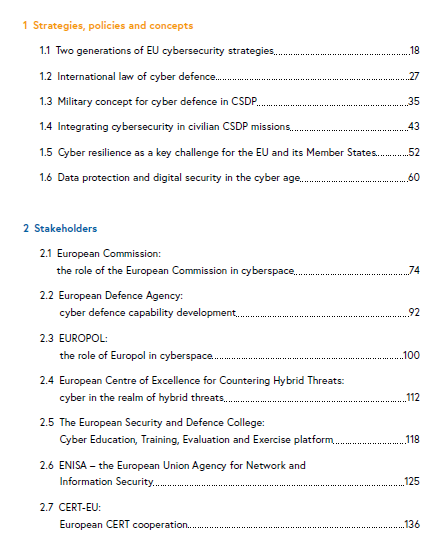 1 Strategies, policies and concepts
1.1 Two generations of EU cybersecurity strategies 18
1.2 International law of cyber defence 27
1.3 Military concept for cyber defence in CSDP 35
1.4 Integrating cybersecurity in civilian CSDP missions 43
1.5 Cyber resilience as a key challenge for the EU and its Member States 52
1.6 Data protection and digital security in the cyber age 60
2 Stakeholders
2.1 European Commission:
the role of the European Commission in cyberspace 74
2.2 European Defence Agency:
cyber defence capability development 92
2.3 EUROPOL:
the role of Europol in cyberspace 100
2.4 European Centre of Excellence for Countering Hybrid Threats:
cyber in the realm of hybrid threats 112
2.5 The European Security and Defence College:
Cyber Education, Training, Evaluation and Exercise platform 118
2.6 ENISA – the European Union Agency for Network and
Information Security 125
2.7 CERT-EU:
European CERT cooperation 136